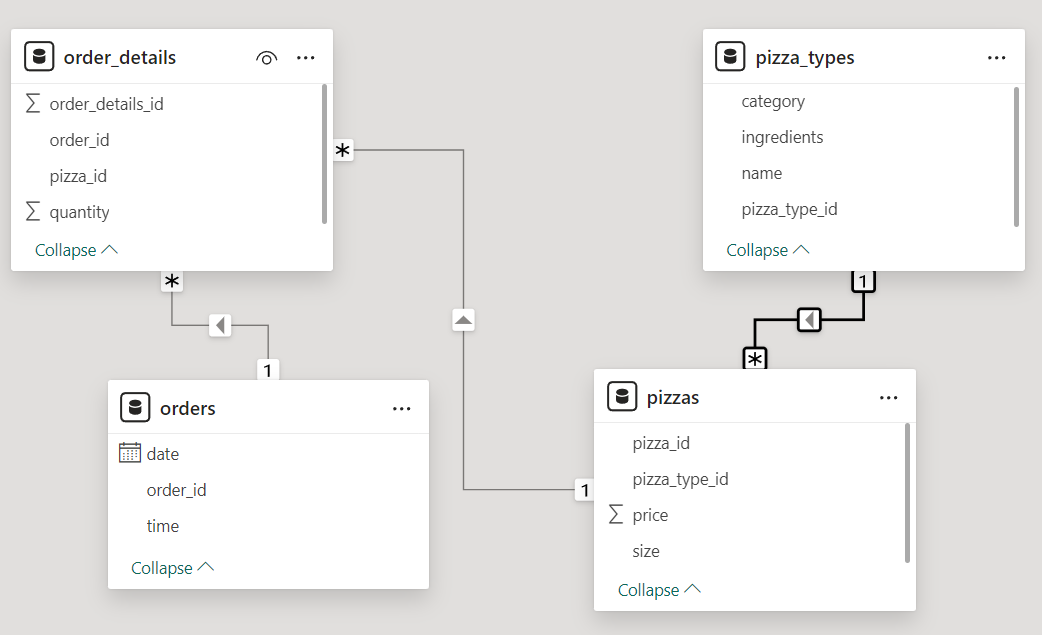 order_details
Σ order_details_id
order_id
pizza_id
Σ quantity
Collapse
*
*
1
orders
date
order_id
time
Collapse
pizza_types
category
ingredients
name
pizza_type_id
Collapse
1
*
1
pizzas
pizza_id
pizza_type_id
Σ price
size
Collapse